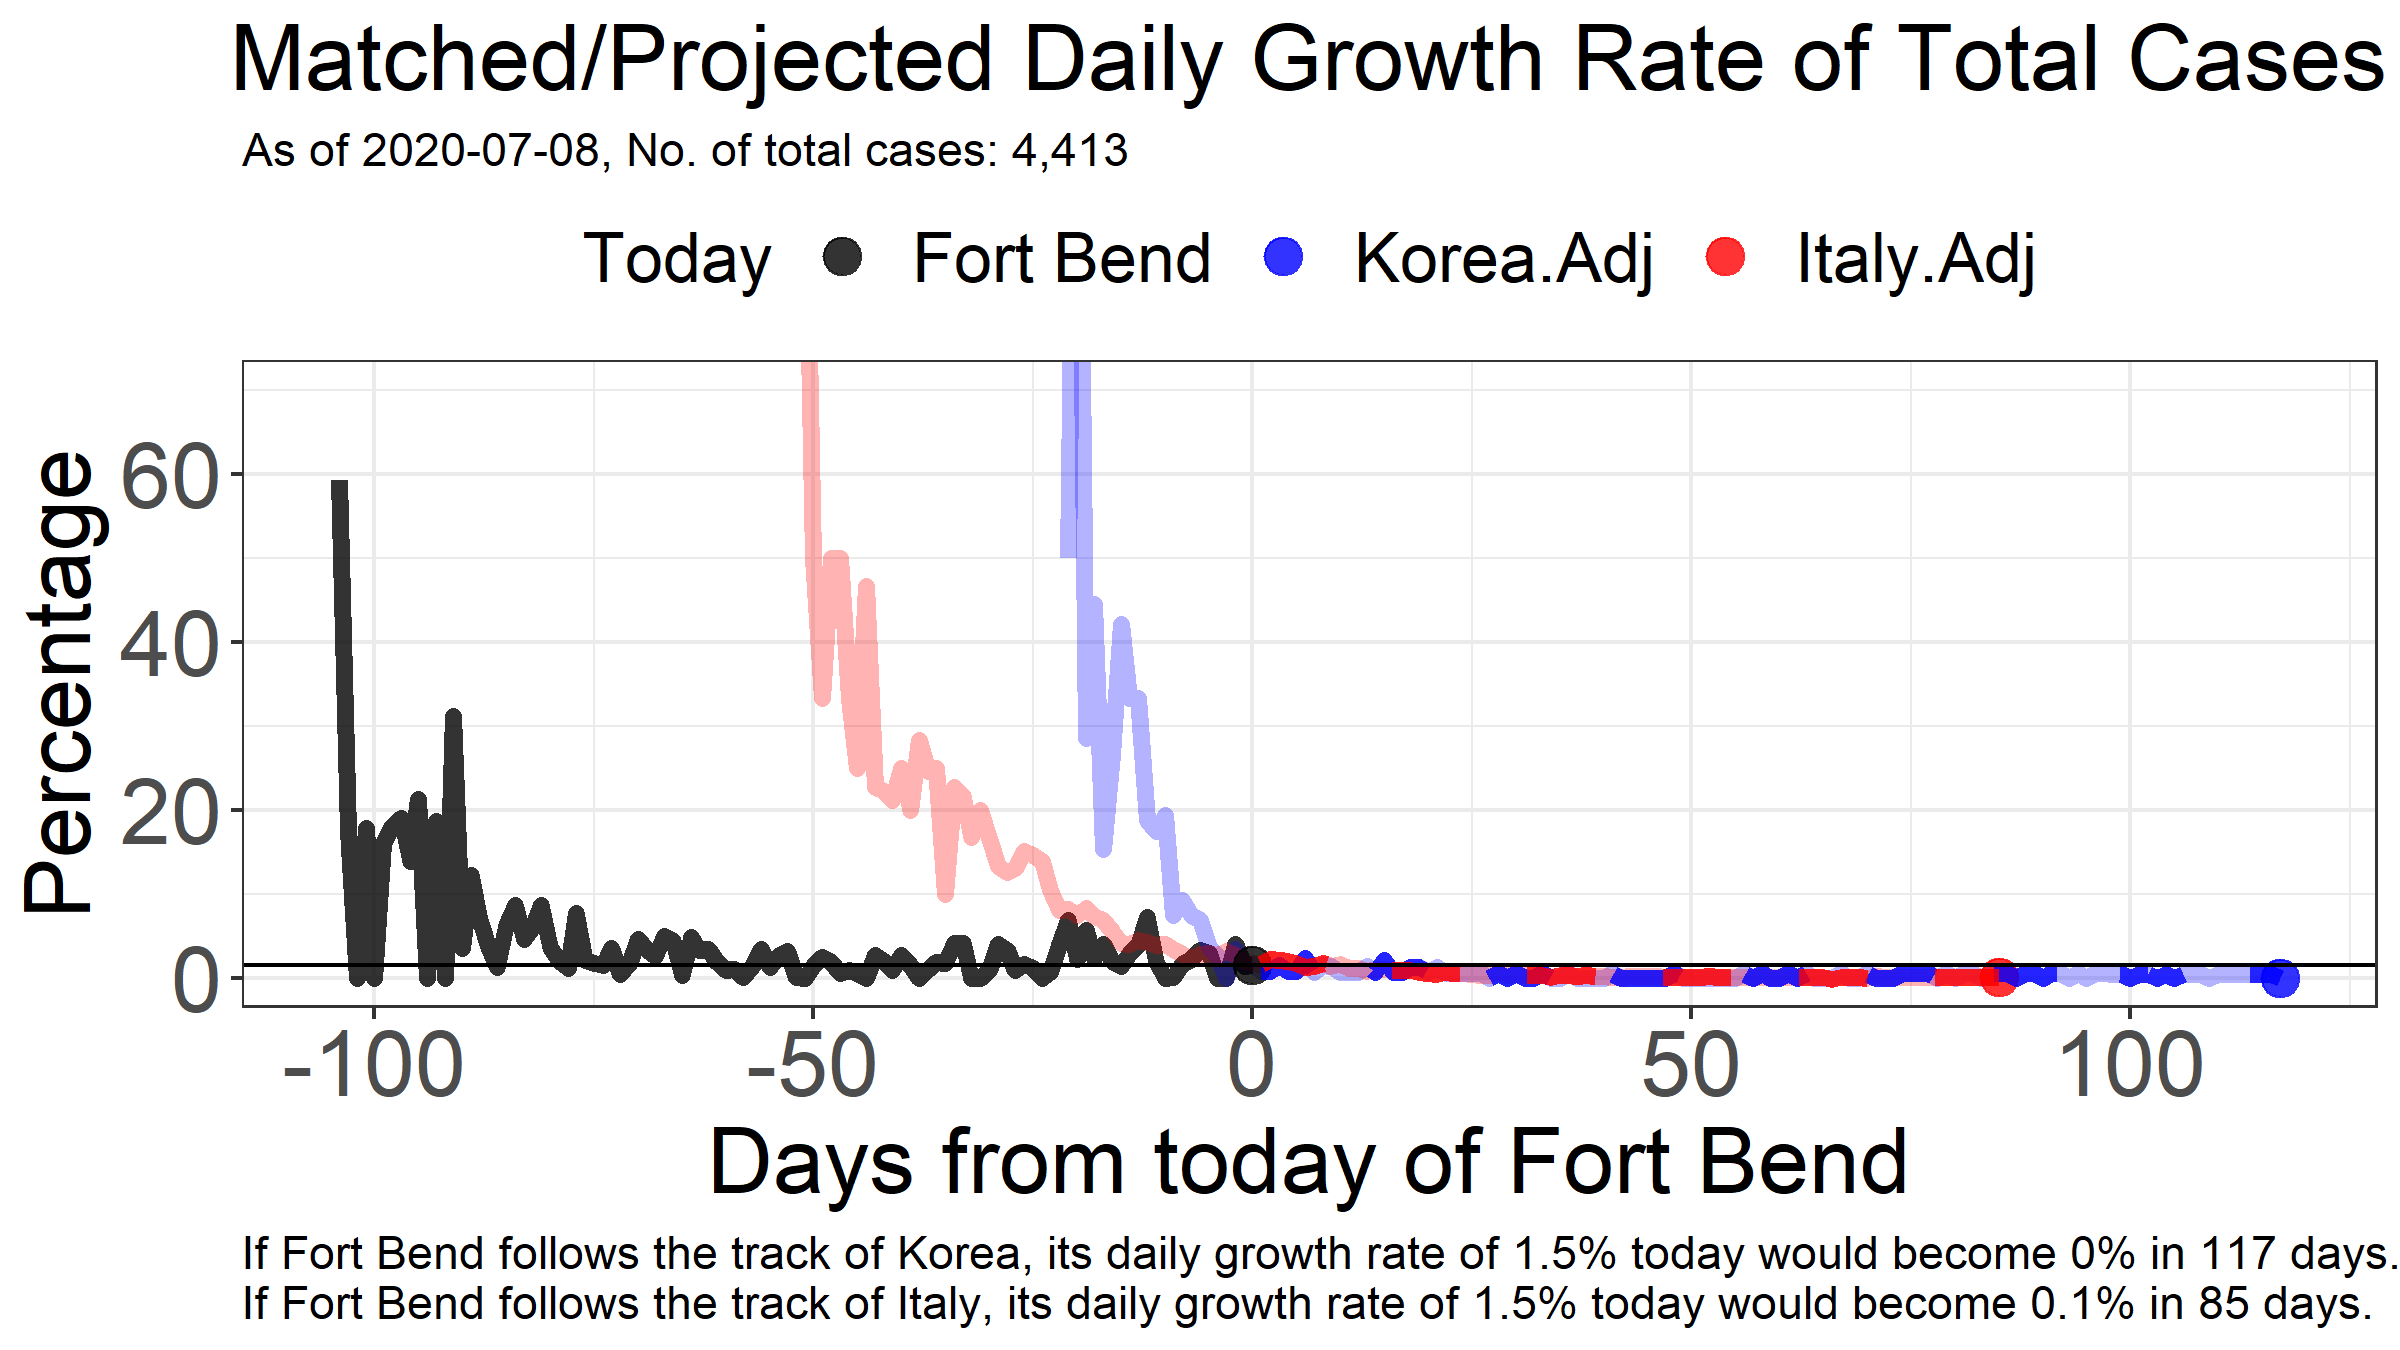 Matched/Projected Daily Growth Rate of Total Cases
As of 2020-07-08, No. of total cases: 4,413
Today Fort Bend Korea.Adj Italy.Adj
Percentage
60
40
20
0
-100 -50 0 50 100
Days from today of Fort Bend
If Fort Bend follows the track of Korea, its daily growth rate of 1.5% today would become 0% in 117 days.
If Fort Bend follows the track of Italy, its daily growth rate of 1.5% today would become 0.1% in 85 days.